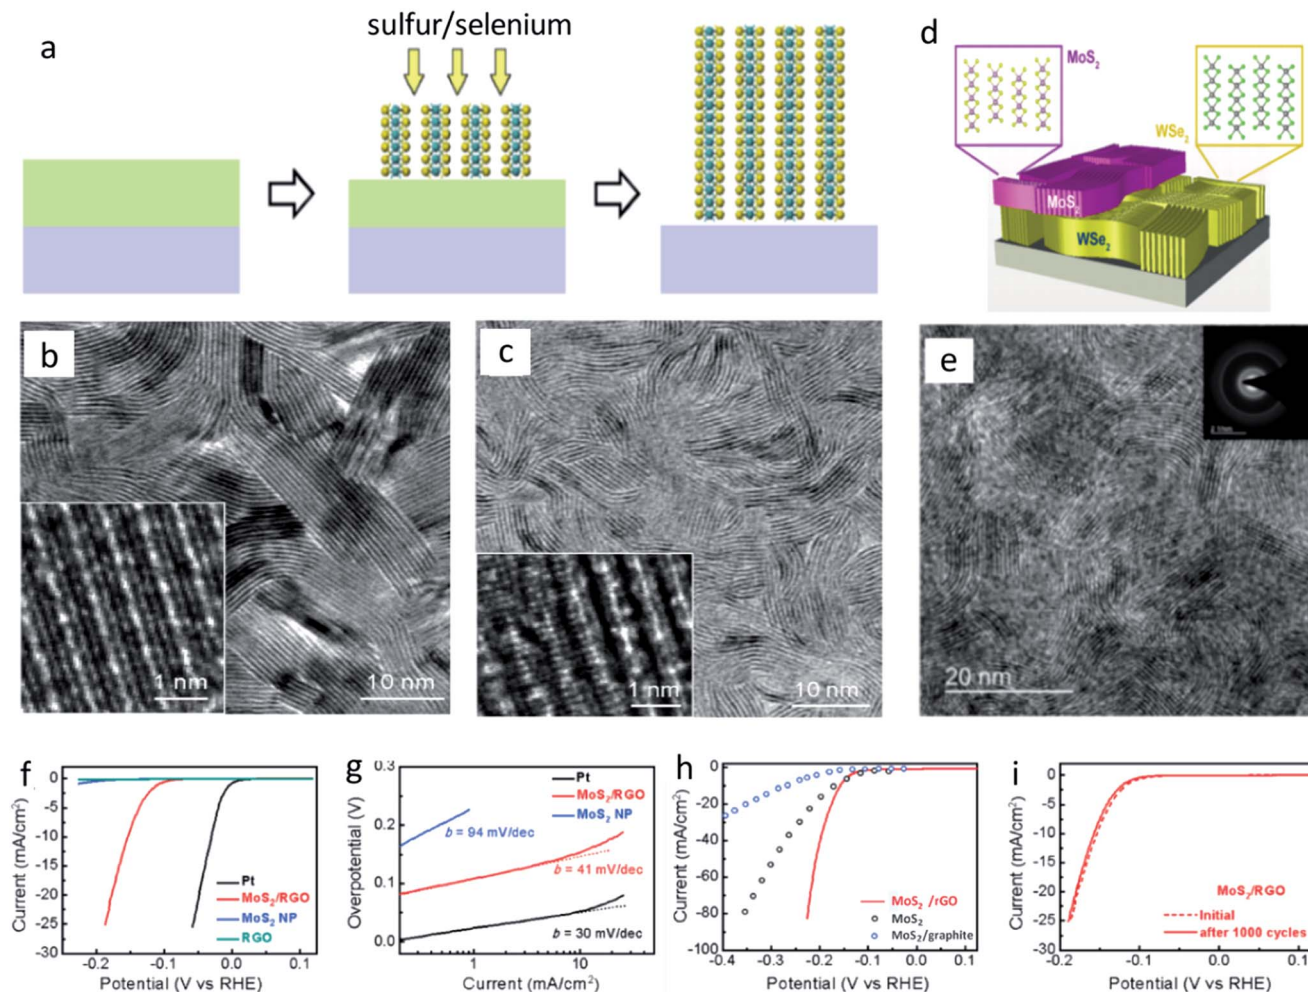 a
sulfur/selenium
d
MoS2
WSe2
MoS2
WSe2
b
1 nm
10 nm
c
1 nm
10 nm
e
20 nm
f
0
-5
-10
-15
-20
-25
-30
Current (mA/cm²)
Pt
MoS2/RGO
MoS2 NP
RGO
-0.2
-0.1
0.0
0.1
Potential (V vs RHE)
g
0.3
0.2
0.1
0.0
Overpotential (V)
Pt
MoS2/RGO
MoS2 NP
b = 94 mV/dec
b = 41 mV/dec
b = 30 mV/dec
1
10
Current (mA/cm²)
h
0
-20
-40
-60
-80
-100
Current (mA/cm²)
MoS2 /rGO
MoS2
MoS2/graphite
-0.4
-0.3
-0.2
-0.1
0.0
0.1
Potential (V vs RHE)
i
0
-5
-10
-15
-20
-25
-30
Current (mA/cm²)
MoS2/RGO
Initial
after 1000 cycles
-0.2
-0.1
0.0
0.1
Potential (V vs RHE)